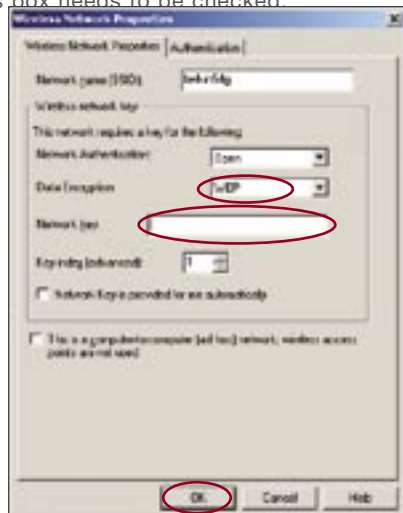 s box needs to be checked.
Wireless Network Properties
Wireless Network Properties Authentication
Network name (SSID):
Wireless network key
This network requires a key for the following:
Network Authentication: Open
Data Encryption WEP
Network key
Key index (advanced): 1
Network Key is provided for me automatically
This is a computer-to-computer (ad hoc) network; wireless access
points are not used
OK Cancel Help